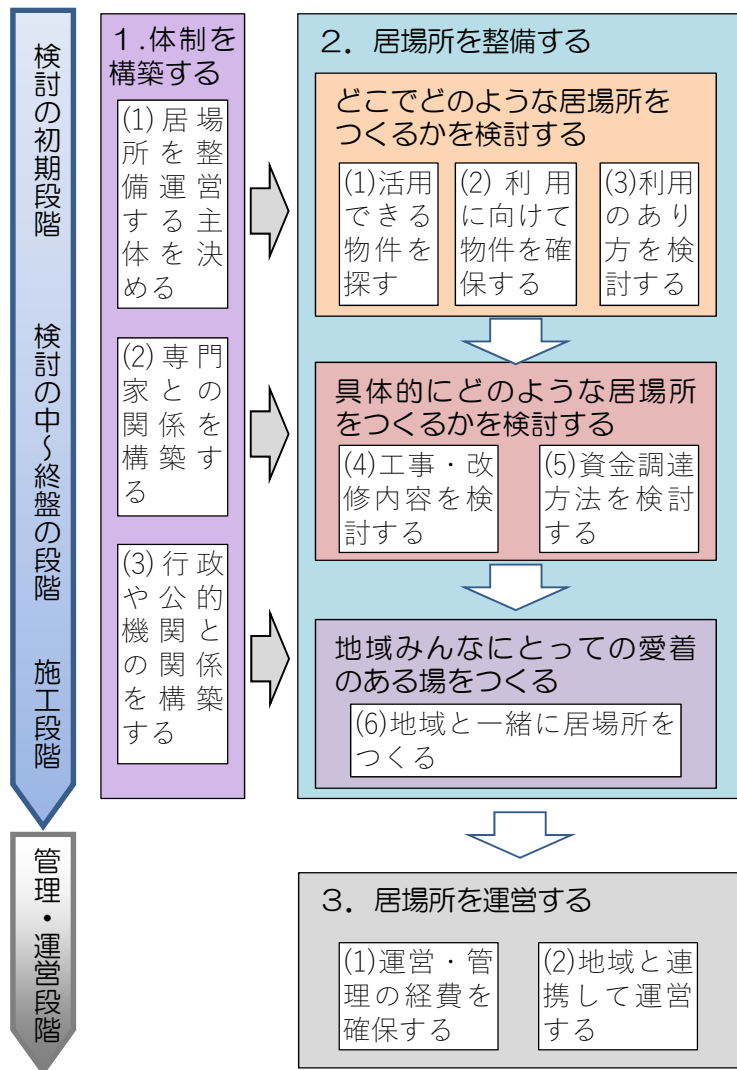 検討の初期段階
検討の中～終盤の段階
施工段階
管理・運営段階
１.体制を
構築する
(1)居場
所を整
備運営
する主
体を決
める
(2)専門
家との
関係を
構築す
る
(3)行政
や公的
機関と
の関係
を構築
する
２．居場所を整備する
どこでどのような居場所を
つくるかを検討する
(1)活用
できる
物件を
探す
(2)利用
に向けて
物件を確
保する
(3)利用
のあり
方を検
討する
具体的にどのような居場所
をつくるかを検討する
(4)工事・改
修内容を検
討する
(5)資金調達
方法を検討
する
地域みんなにとっての愛着
のある場をつくる
(6)地域と一緒に居場所を
つくる
３．居場所を運営する
(1)運営・管
理の経費を
確保する
(2)地域と連
携して運営
する